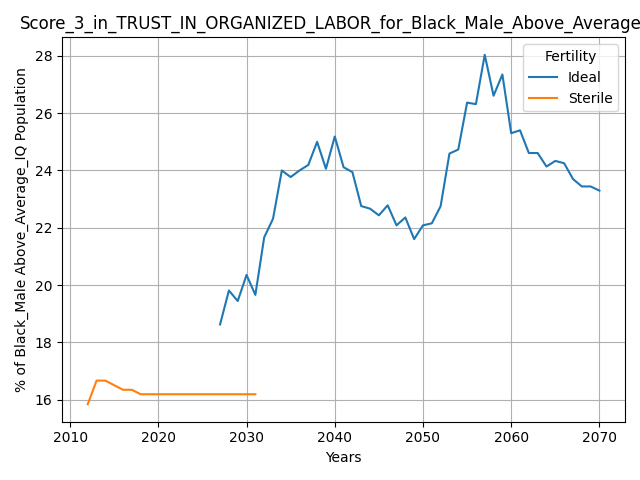 Score_3_in_TRUST_IN_ORGANIZED_LABOR_for_Black_Male_Above_Average
Fertility
Ideal
Sterile
% of Black_Male Above_Average_IQ Population
28
26
24
22
20
18
16
2010 2020 2030 2040 2050 2060 2070
Years